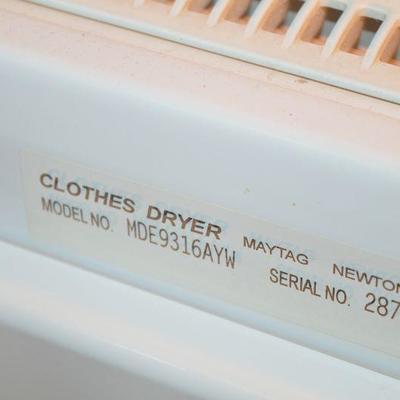 CLOTHES DRYER MAYTAG NEWTON
MODEL NO. MDE9316AYW SERIAL NO. 287